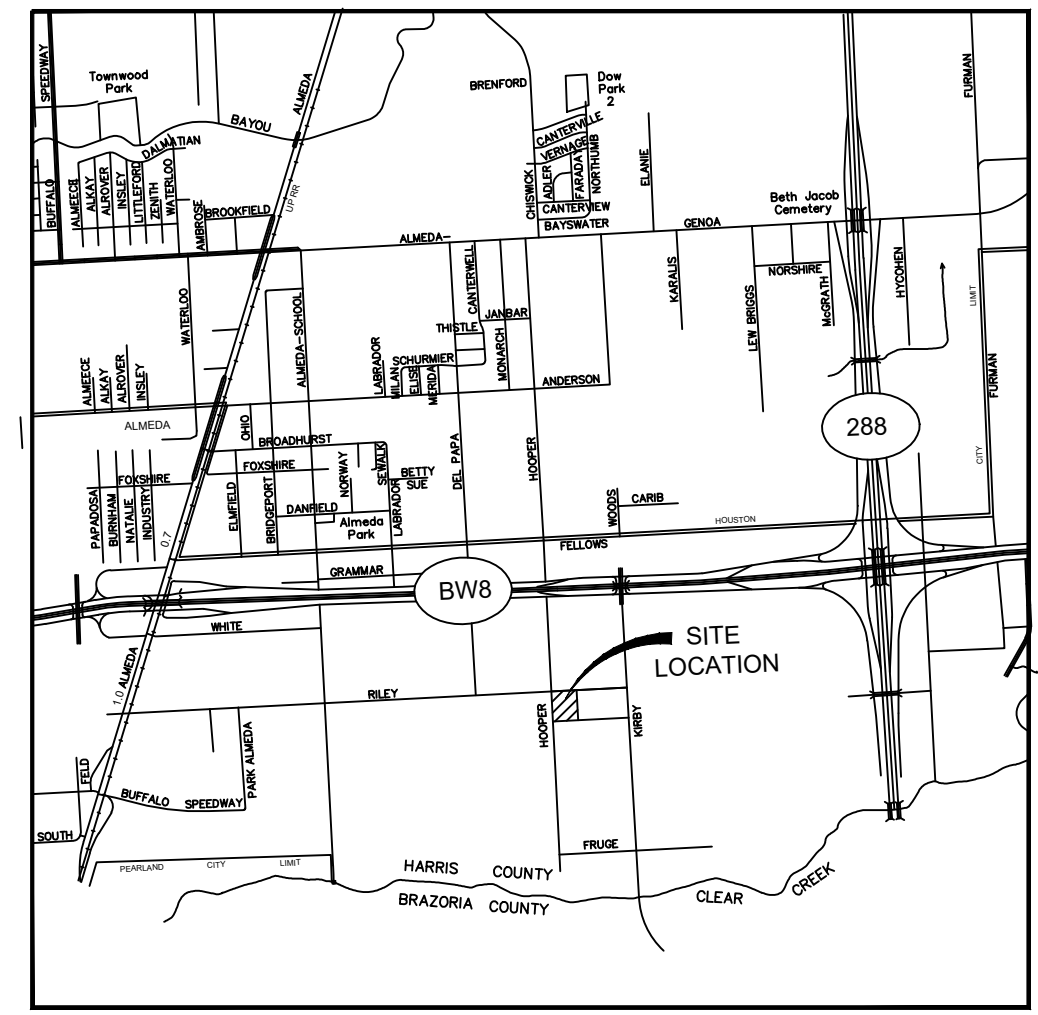 SPEEDWAY
Townwood
Park
ALMEDA
BRENFORD
Dow
Park
2
FURMAN
BAYOU
DALMATIAN
CANTERVILLE
VERNAGE
BUFFALO
ALMEECE
ALKAY
ALROVER
INSLEY
LITTLEFORD
ZENITH
WATERLOO
AMBROSE
BROOKFIELD
UP RR
CHISWICK
ADLER
FARADAY
NORTHUMB
CANTERVIEW
BAYSWATER
ELANIE
Beth Jacob
Cemetery
ALMEDA-
GENOA
WATERLOO
ALMEDA-SCHOOL
CANTERWELL
JANBAR
THISTLE
MONARCH
KARALIS
LEW BRIGGS
NORSHIRE
McGRATH
HYCOHEN
LIMIT
FURMAN
ALMEECE
ALKAY
ALROVER
INSLEY
LABRADOR
MILAN
SCHURMIER
ELISE
MERIDA
ANDERSON
ALMEDA
OHIO
BROADHURST
288
CITY
FOXSHIRE
FOXSHIRE
NORWAY
SEWALK
BETTY
SUE
DEL PAPA
HOOPER
PAPADOSA
BURNHAM
NATALIE
INDUSTRY
ELMFIELD
BRIDGEPORT
DANFIELD
LABRADOR
Almeda
Park
WOODS
CARIB
HOUSTON
0.7
FELLOWS
GRAMMAR
BW8
WHITE
SITE
LOCATION
1.0 ALMEDA
RILEY
HOOPER
KIRBY
FELD
PARK ALMEDA
BUFFALO SPEEDWAY
SOUTH
FRUGE
PEARLAND CITY LIMIT
HARRIS COUNTY
BRAZORIA COUNTY
CLEAR
CREEK